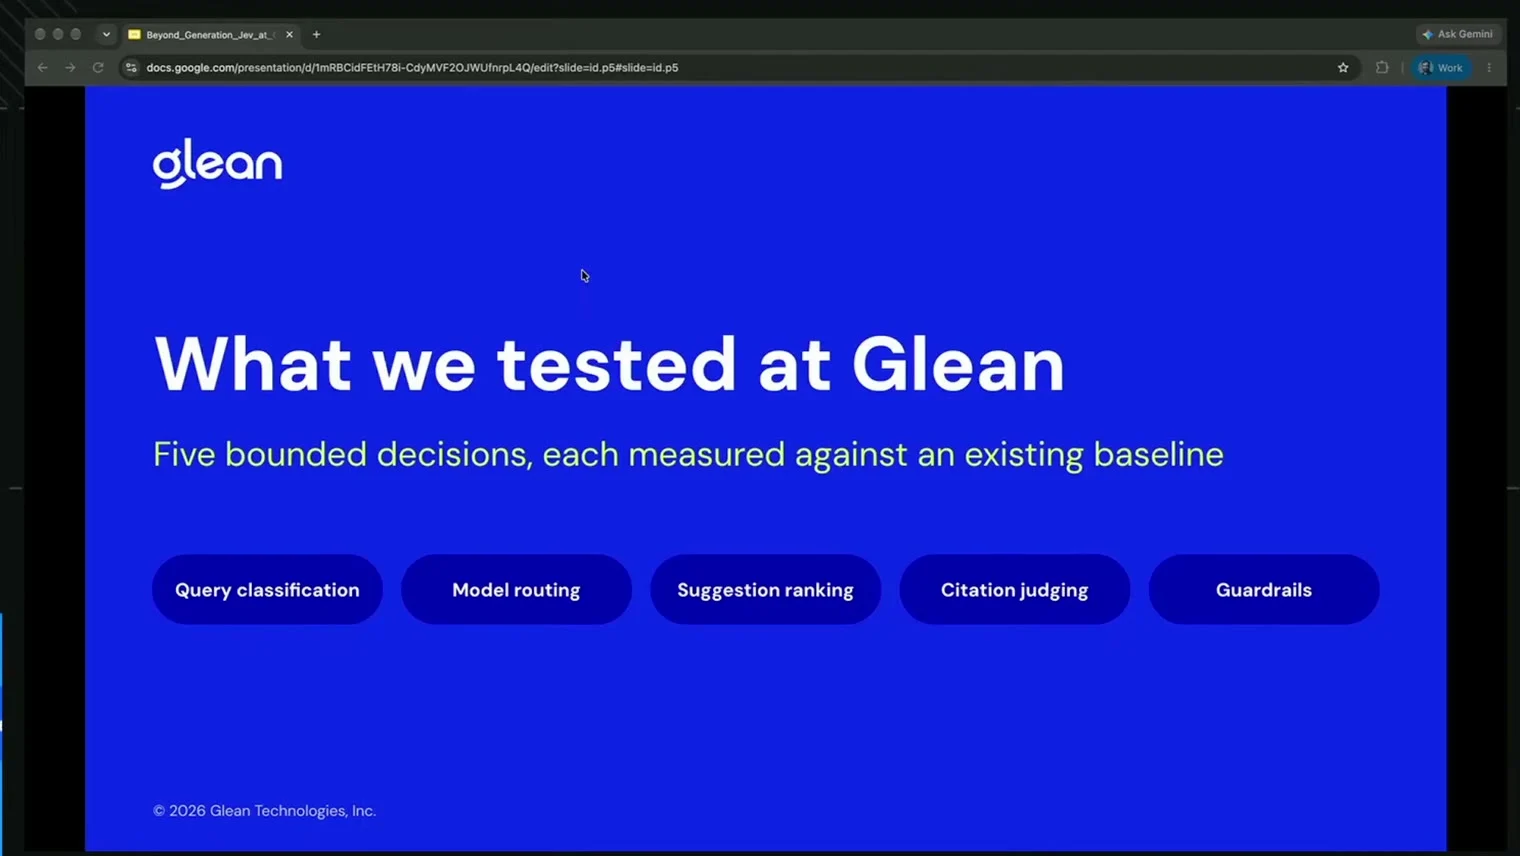 Beyond_Generation_Jev_at_
Ask Gemini
docs.google.com/presentation/d/1mRBCidFEtH78i-CdyMVF2OJWUfnrpL4Q/edit?slide=id.p5#slide=id.p5
Work
glean
What we tested at Glean
Five bounded decisions, each measured against an existing baseline
Query classification
Model routing
Suggestion ranking
Citation judging
Guardrails
© 2026 Glean Technologies, Inc.